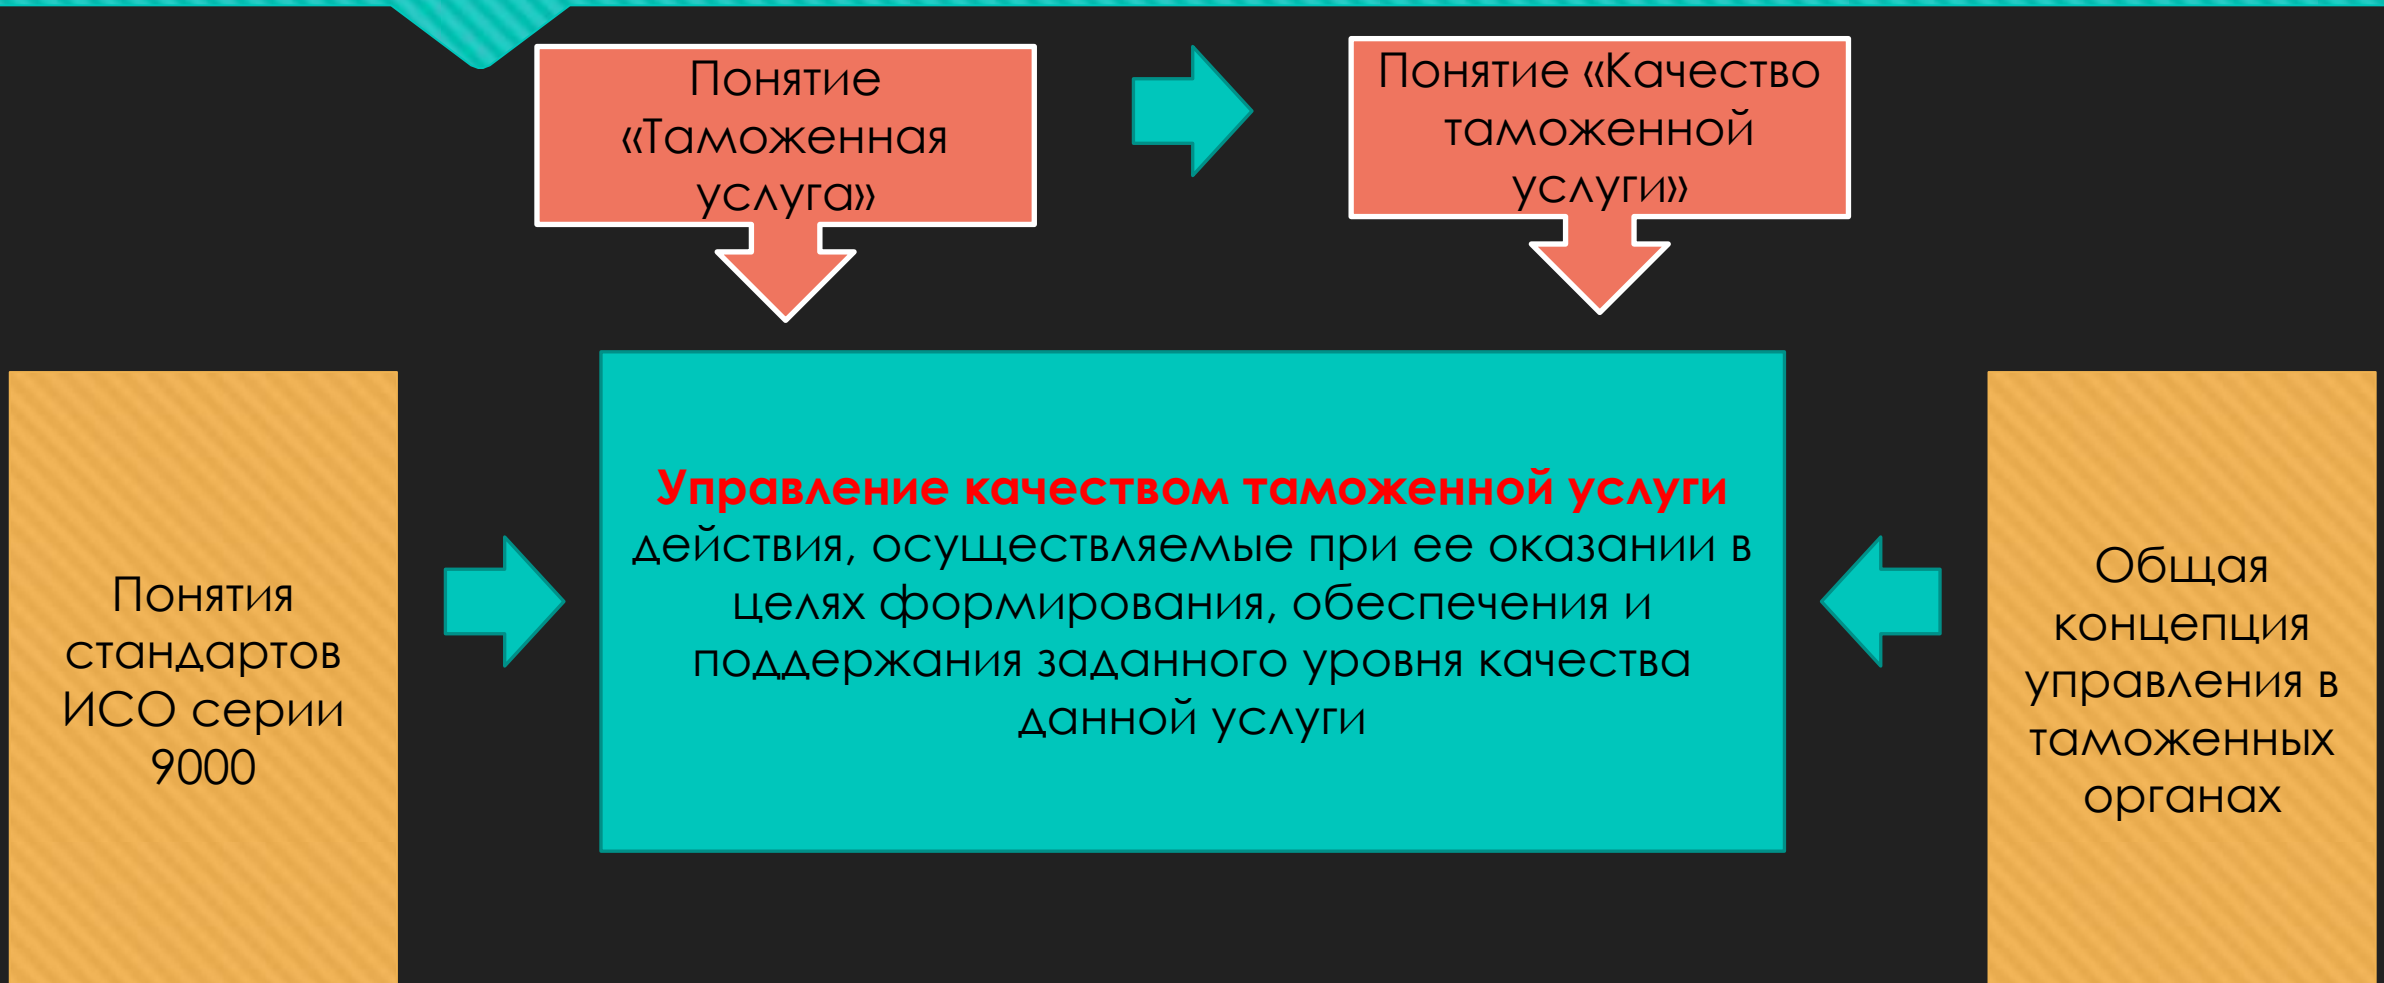 Понятие
«Таможенная
услуга»
Понятие «Качество
таможенной
услуги»
Понятия
стандартов
ИСО серии
9000
Управление качеством таможенной услуги
действия, осуществляемые при ее оказании в
целях формирования, обеспечения и
поддержания заданного уровня качества
данной услуги
Общая
концепция
управления в
таможенных
органах